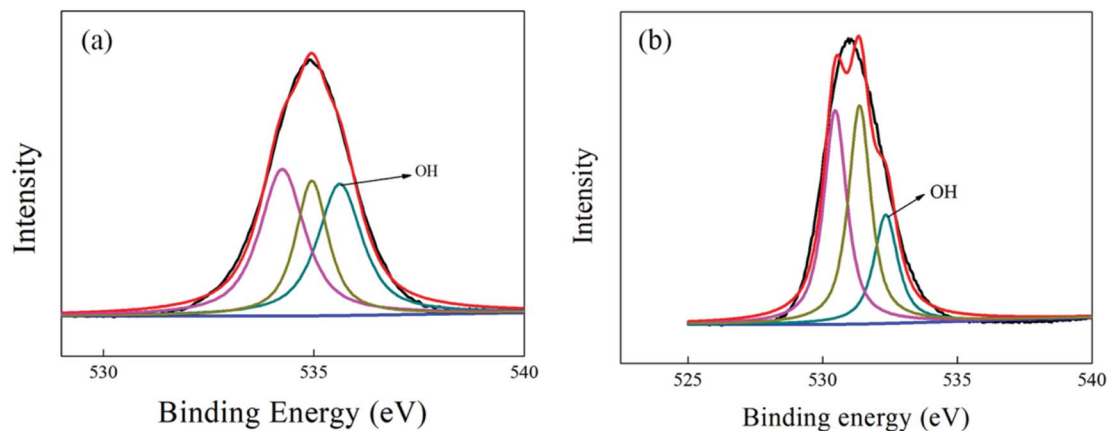 (a)
OH
Intensity
530 535 540
Binding Energy (eV)
(b)
OH
Intensity
525 530 535 540
Binding energy (eV)